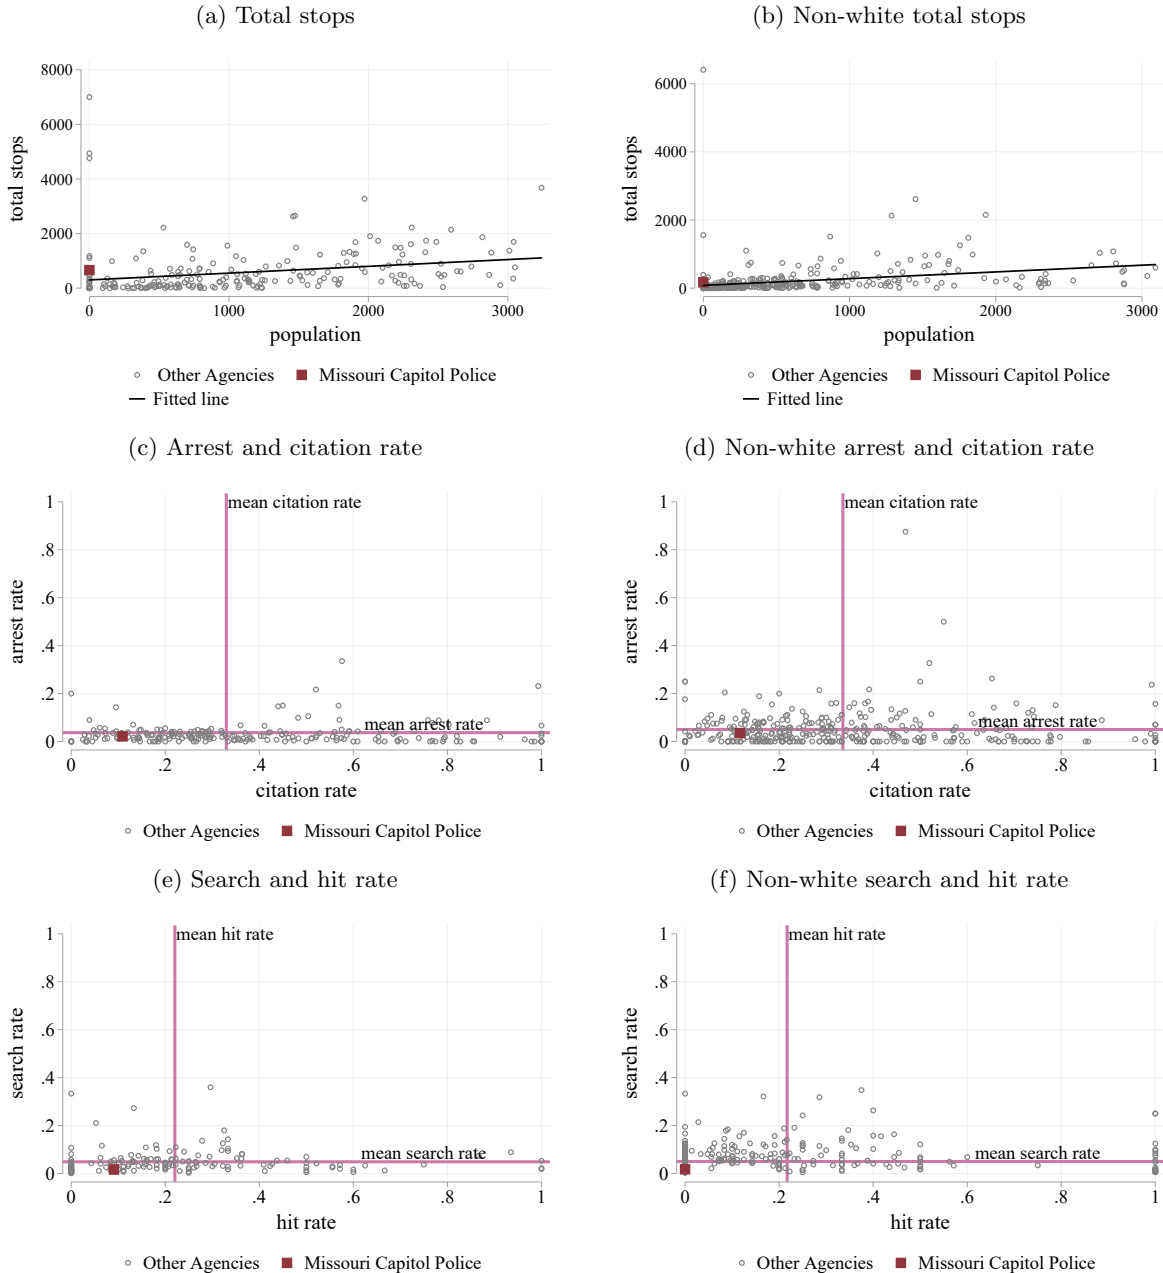 (a) Total stops
(b) Non-white total stops
total stops
8000
6000
4000
2000
0
0
1000
2000
3000
population
Other Agencies
Missouri Capitol Police
Fitted line
total stops
6000
4000
2000
0
0
1000
2000
3000
population
Other Agencies
Missouri Capitol Police
Fitted line
(c) Arrest and citation rate
(d) Non-white arrest and citation rate
arrest rate
1
.8
.6
.4
.2
0
mean citation rate
mean arrest rate
0
.2
.4
.6
.8
1
citation rate
Other Agencies
Missouri Capitol Police
arrest rate
1
.8
.6
.4
.2
0
mean citation rate
mean arrest rate
0
.2
.4
.6
.8
1
citation rate
Other Agencies
Missouri Capitol Police
(e) Search and hit rate
(f) Non-white search and hit rate
search rate
1
.8
.6
.4
.2
0
mean hit rate
mean search rate
0
.2
.4
.6
.8
1
hit rate
Other Agencies
Missouri Capitol Police
search rate
1
.8
.6
.4
.2
0
mean hit rate
mean search rate
0
.2
.4
.6
.8
1
hit rate
Other Agencies
Missouri Capitol Police